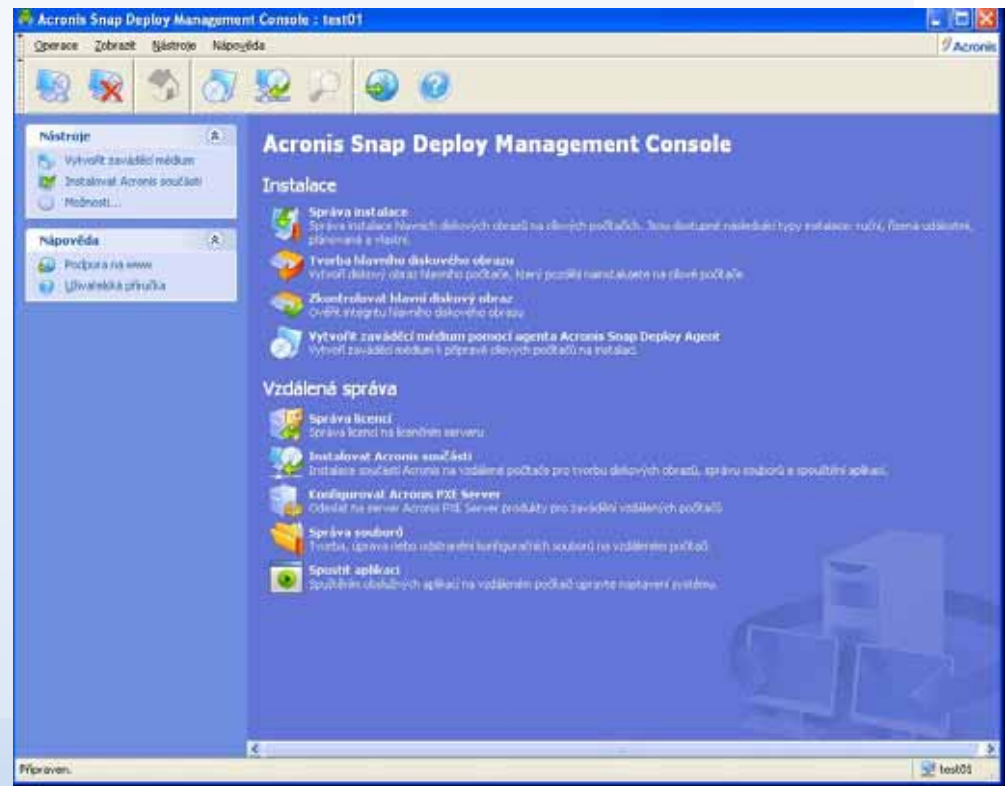 Acronis Snap Deploy Management Console : test01
Operace Zobrazit Nástroje Nápověda
Acronis
Nástroje
Vytvořit zaváděcí médium
Instalovat Acronis součásti
Možnosti...
Nápověda
Podpora na www
Uživatelská příručka
Acronis Snap Deploy Management Console
Instalace
Správa instalace
Správa instalace hlavních diskových obrazů na cílových počítačích. Jsou dostupné následující typy instalace: ruční, řízená událostmi,
plánovaná a vlastní.
Tvorba hlavního diskového obrazu
Vytvoří diskový obraz hlavního počítače, který později nainstalujete na cílové počítače.
Zkontrolovat hlavní diskový obraz
Ověřit integritu hlavního diskového obrazu
Vytvořit zaváděcí médium pomocí agenta Acronis Snap Deploy Agent
Vytvoří zaváděcí médium k přípravě cílových počítačů na instalaci.
Vzdálená správa
Správa licencí
Správa licencí na licenčním serveru
Instalovat Acronis součásti
Instalace součástí Acronis na vzdálené počítače pro tvorbu diskových obrazů, správu souborů a spouštění aplikací.
Konfigurovat Acronis PXE Server
Odeslat na server Acronis PXE Server produkty pro zavádění vzdálených počítačů
Správa souborů
Tvorba, úprava nebo odstranění konfiguračních souborů na vzdáleném počítači
Spustit aplikaci
Spuštěním obslužných aplikací na vzdáleném počítači upravte nastavení systému.
Připraven.
test01